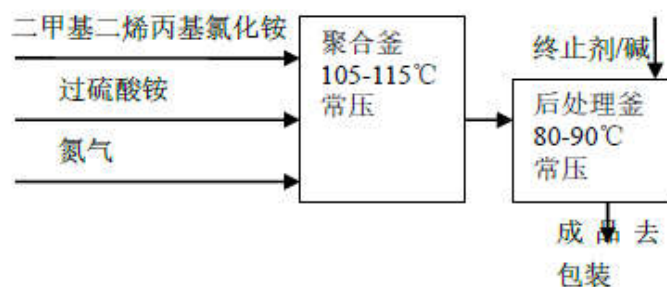 二甲基二烯丙基氯化铵
过硫酸铵
氮气
聚合釜
105-115℃
常压
终止剂/碱
后处理釜
80-90℃
常压
成 品 去
包装